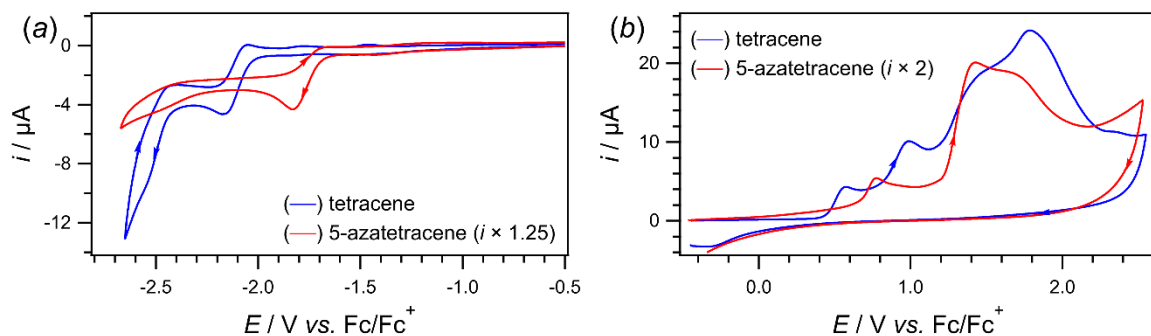 (a)
0
-4
-8
-12
i / µA
(—) tetracene
(—) 5-azatetracene (i × 1.25)
-2.5
-2.0
-1.5
-1.0
-0.5
E / V vs. Fc/Fc⁺
(b)
20
10
0
i / µA
(—) tetracene
(—) 5-azatetracene (i × 2)
0.0
1.0
2.0
E / V vs. Fc/Fc⁺